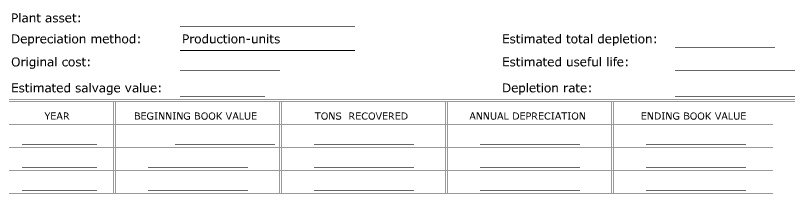 Plant asset:
Depreciation method: Production-units Estimated total depletion:
Original cost: Estimated useful life:
Estimated salvage value: Depletion rate:
YEAR BEGINNING BOOK VALUE TONS RECOVERED ANNUAL DEPRECIATION ENDING BOOK VALUE